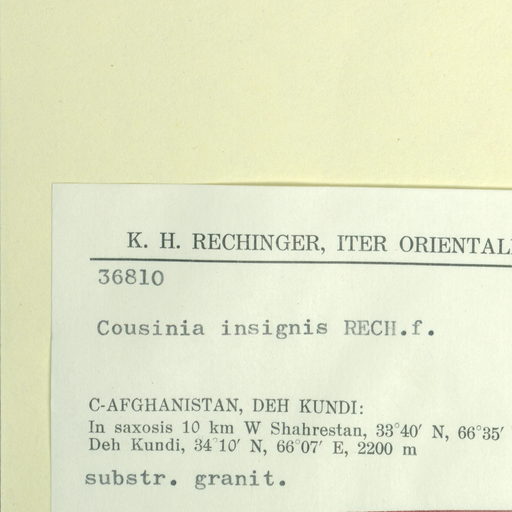 K. H. RECHINGER, ITER ORIENTAL
36810
Cousinia insignis RECH.f.
C-AFGHANISTAN, DEH KUNDI:
In saxosis 10 km W Shahrestan, 33°40′ N, 66°35′
Deh Kundi, 34°10′ N, 66°07′ E, 2200 m
substr. granit.